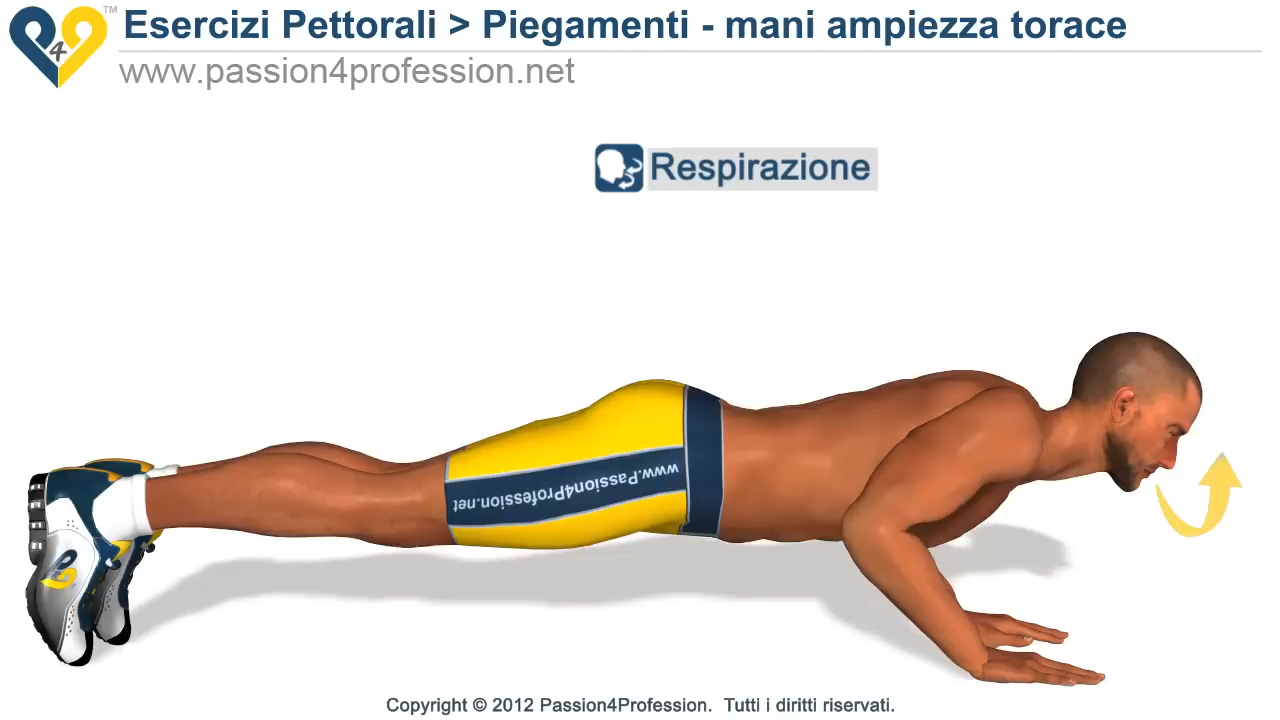 P4P™
Esercizi Pettorali > Piegamenti - mani ampiezza torace
www.passion4profession.net
Respirazione
www.Passion4Profession.net
Copyright © 2012 Passion4Profession. Tutti i diritti riservati.